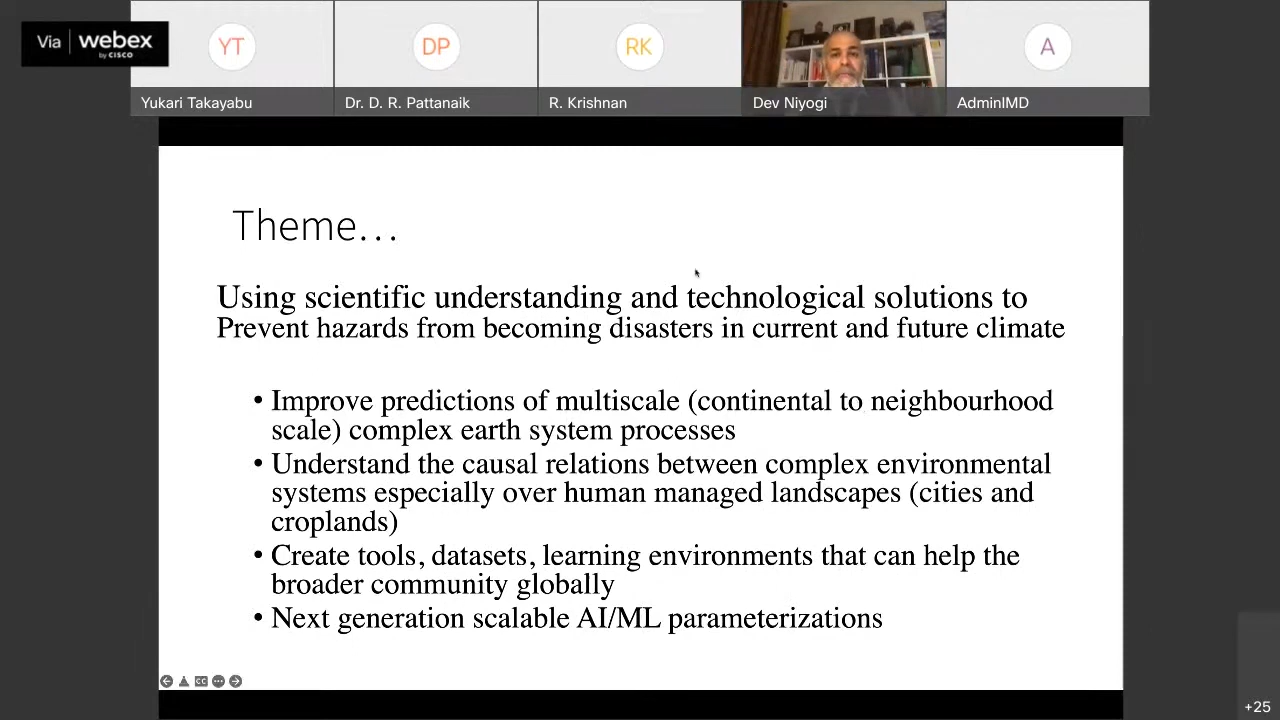 Via webex
by CISCO
YT
DP
RK
A
Yukari Takayabu
Dr. D. R. Pattanaik
R. Krishnan
Dev Niyogi
AdminIMD
Theme…
Using scientific understanding and technological solutions to
Prevent hazards from becoming disasters in current and future climate
• Improve predictions of multiscale (continental to neighbourhood
scale) complex earth system processes
• Understand the causal relations between complex environmental
systems especially over human managed landscapes (cities and
croplands)
• Create tools, datasets, learning environments that can help the
broader community globally
• Next generation scalable AI/ML parameterizations
CC
+25